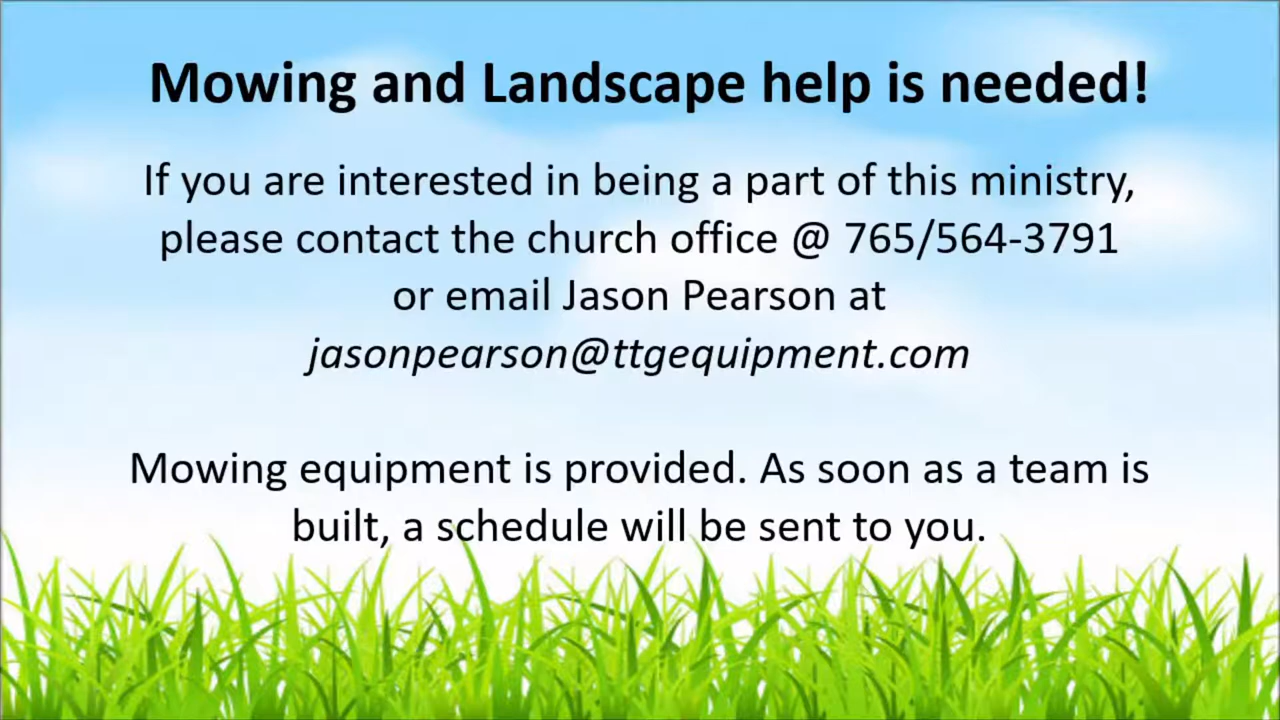 Mowing and Landscape help is needed!
If you are interested in being a part of this ministry,
please contact the church office @ 765/564-3791
or email Jason Pearson at
jasonpearson@ttgequipment.com
Mowing equipment is provided. As soon as a team is
built, a schedule will be sent to you.